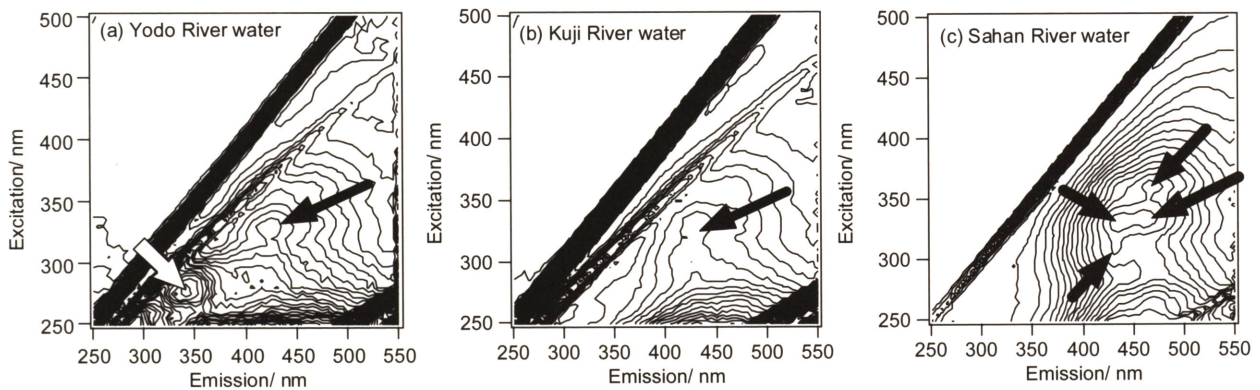 (a) Yodo River water
500
450
400
350
300
250
Excitation/ nm
250 300 350 400 450 500 550
Emission/ nm
(b) Kuji River water
500
450
400
350
300
250
Excitation/ nm
250 300 350 400 450 500 550
Emission/ nm
(c) Sahan River water
500
450
400
350
300
250
Excitation/ nm
250 300 350 400 450 500 550
Emission/ nm